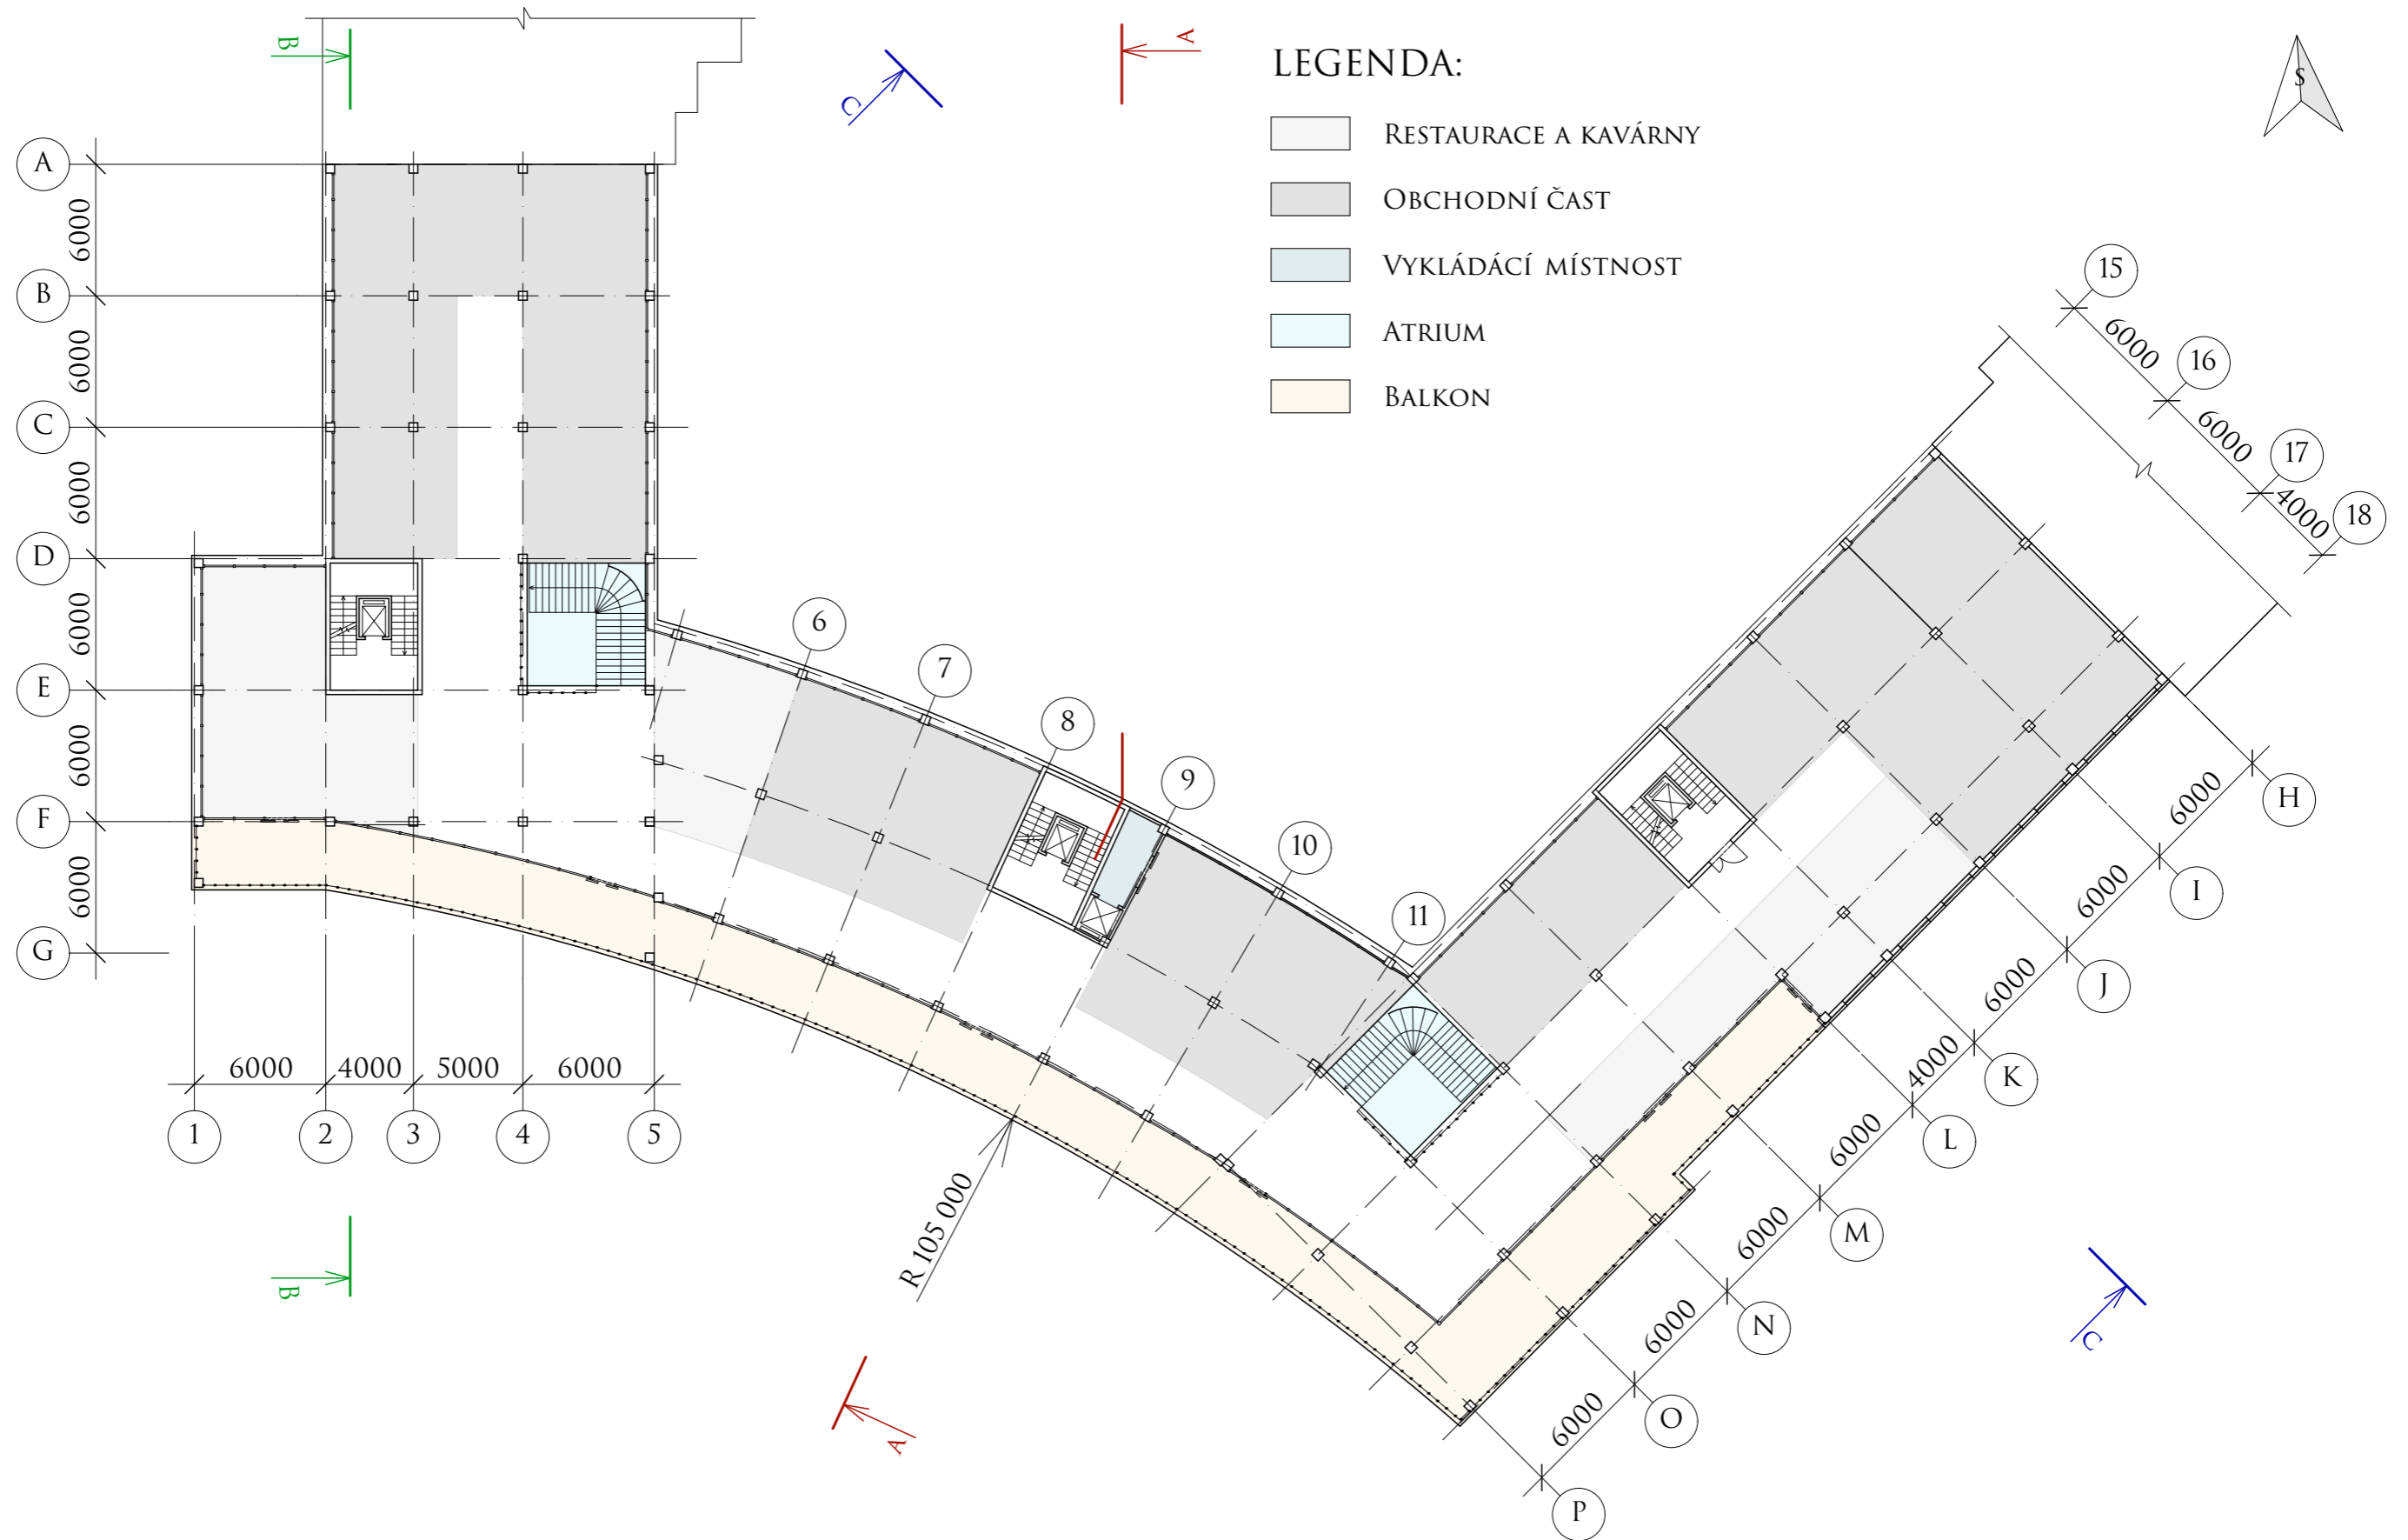 B
C
A
LEGENDA:
S
RESTAURACE A KAVÁRNY
OBCHODNÍ ČAST
VYKLÁDÁCÍ MÍSTNOST
ATRIUM
BALKON
A
6000
B
6000
C
6000
D
6000
E
6000
F
6000
G
15
6000
16
6000
17
4000
18
6
7
8
9
10
11
6000
4000
5000
6000
1
2
3
4
5
R 105 000
H
6000
I
6000
J
6000
K
4000
L
6000
M
6000
N
6000
O
6000
P
B
A
C